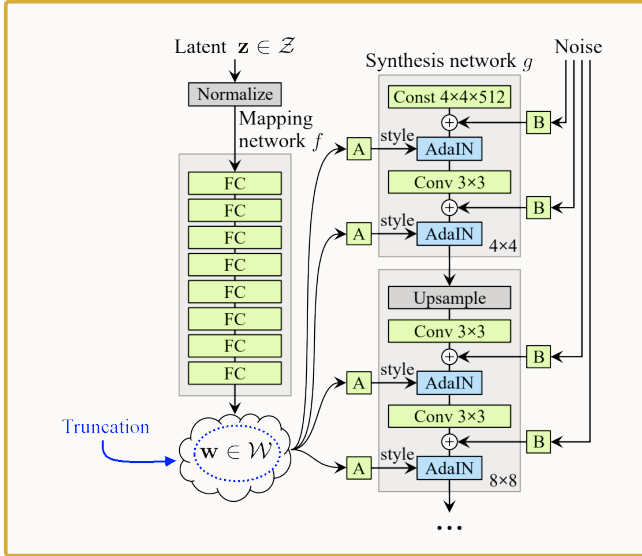 Latent z ∈ Z
Normalize
Mapping
network f
FC
FC
FC
FC
FC
FC
FC
FC
w ∈ W
Truncation
Synthesis network g
Noise
Const 4×4×512
+
B
A
style
AdaIN
Conv 3×3
+
B
A
style
AdaIN
4×4
Upsample
Conv 3×3
+
B
A
style
AdaIN
Conv 3×3
+
B
A
style
AdaIN
8×8
...